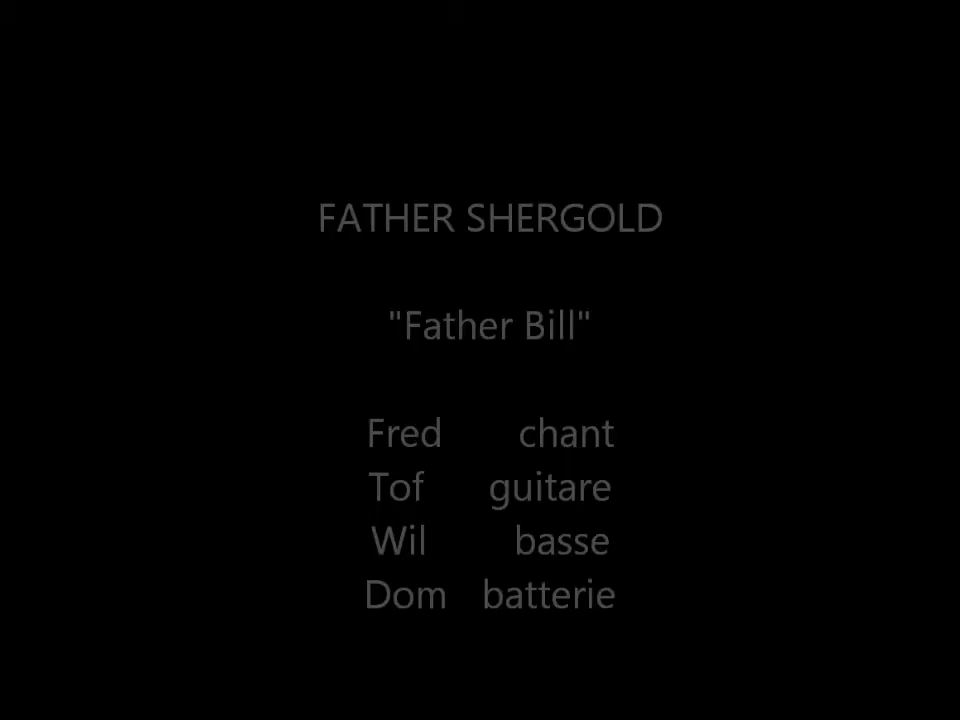 FATHER SHERGOLD
"Father Bill"
Fred chant
Tof guitare
Wil basse
Dom batterie